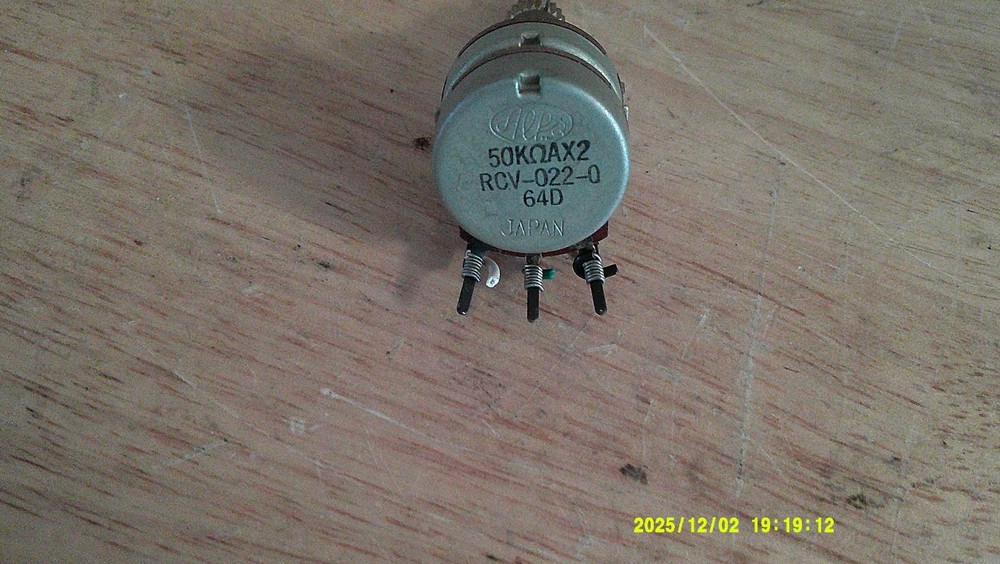 Alps
50KΩAX2
RCV-022-0
64D
JAPAN
2025/12/02 19:19:12